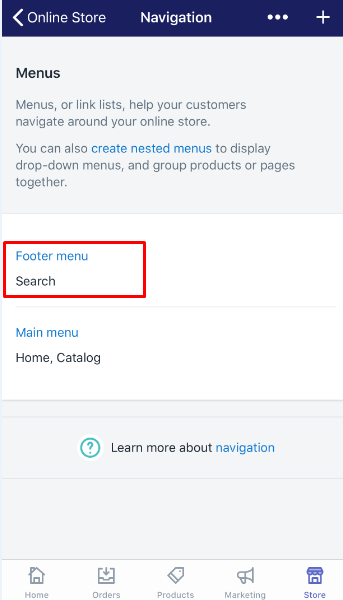 Online Store Navigation
Menus
Menus, or link lists, help your customers
navigate around your online store.
You can also create nested menus to display
drop-down menus, and group products or pages
together.
Footer menu
Search
Main menu
Home, Catalog
Learn more about navigation
Home Orders Products Marketing Store